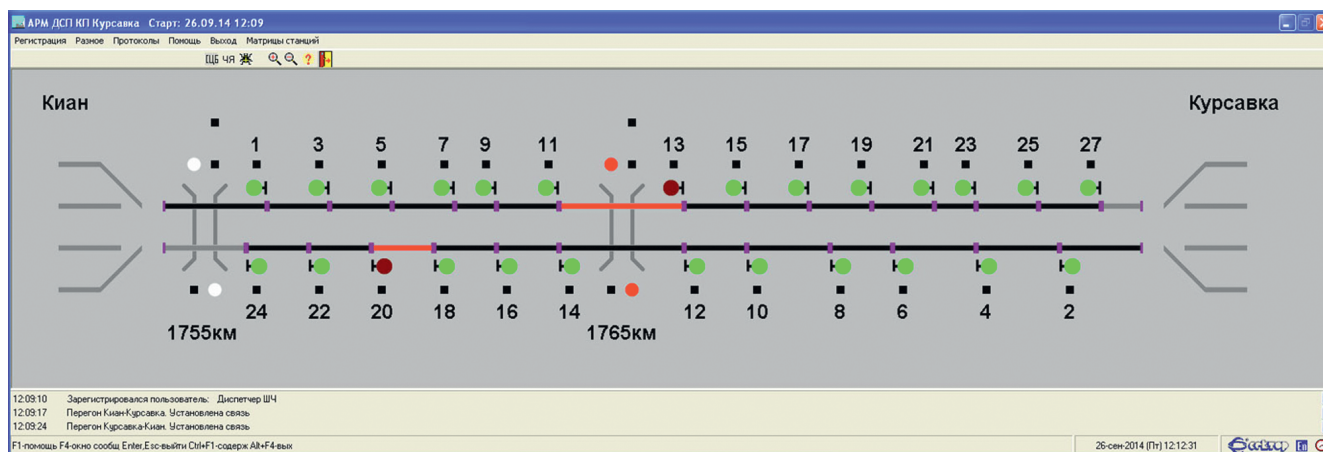 АРМ ДСП КП Курсавка Старт: 26.09.14 12:09
Регистрация Разное Протоколы Помощь Выход Матрицы станций
ЧЯ ?
Киан Курсавка
1 3 5 7 9 11 13 15 17 19 21 23 25 27
24 22 20 18 16 14 12 10 8 6 4 2
1755км 1765км
12:09:10 Зарегистрировался пользователь: Диспетчер ШЧ
12:09:17 Перегон Киан-Курсавка. Установлена связь
12:09:24 Перегон Курсавка-Киан. Установлена связь
F1-помощь F4-окно сообщ Enter,Esc-выйти Ctrl+F1-содерж Alt+F4-вых 26-сен-2014 (Пт) 12:12:31 En